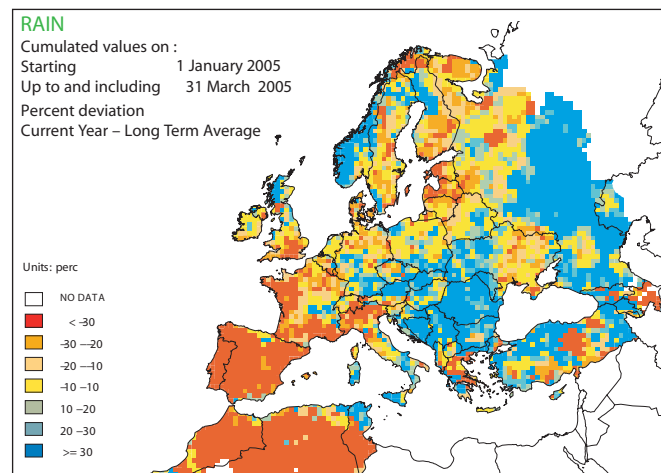 RAIN
Cumulated values on :
Starting 1 January 2005
Up to and including 31 March 2005
Percent deviation
Current Year – Long Term Average
Units: perc
NO DATA
< -30
-30 –-20
-20 –-10
-10 –10
10 –20
20 –30
>= 30